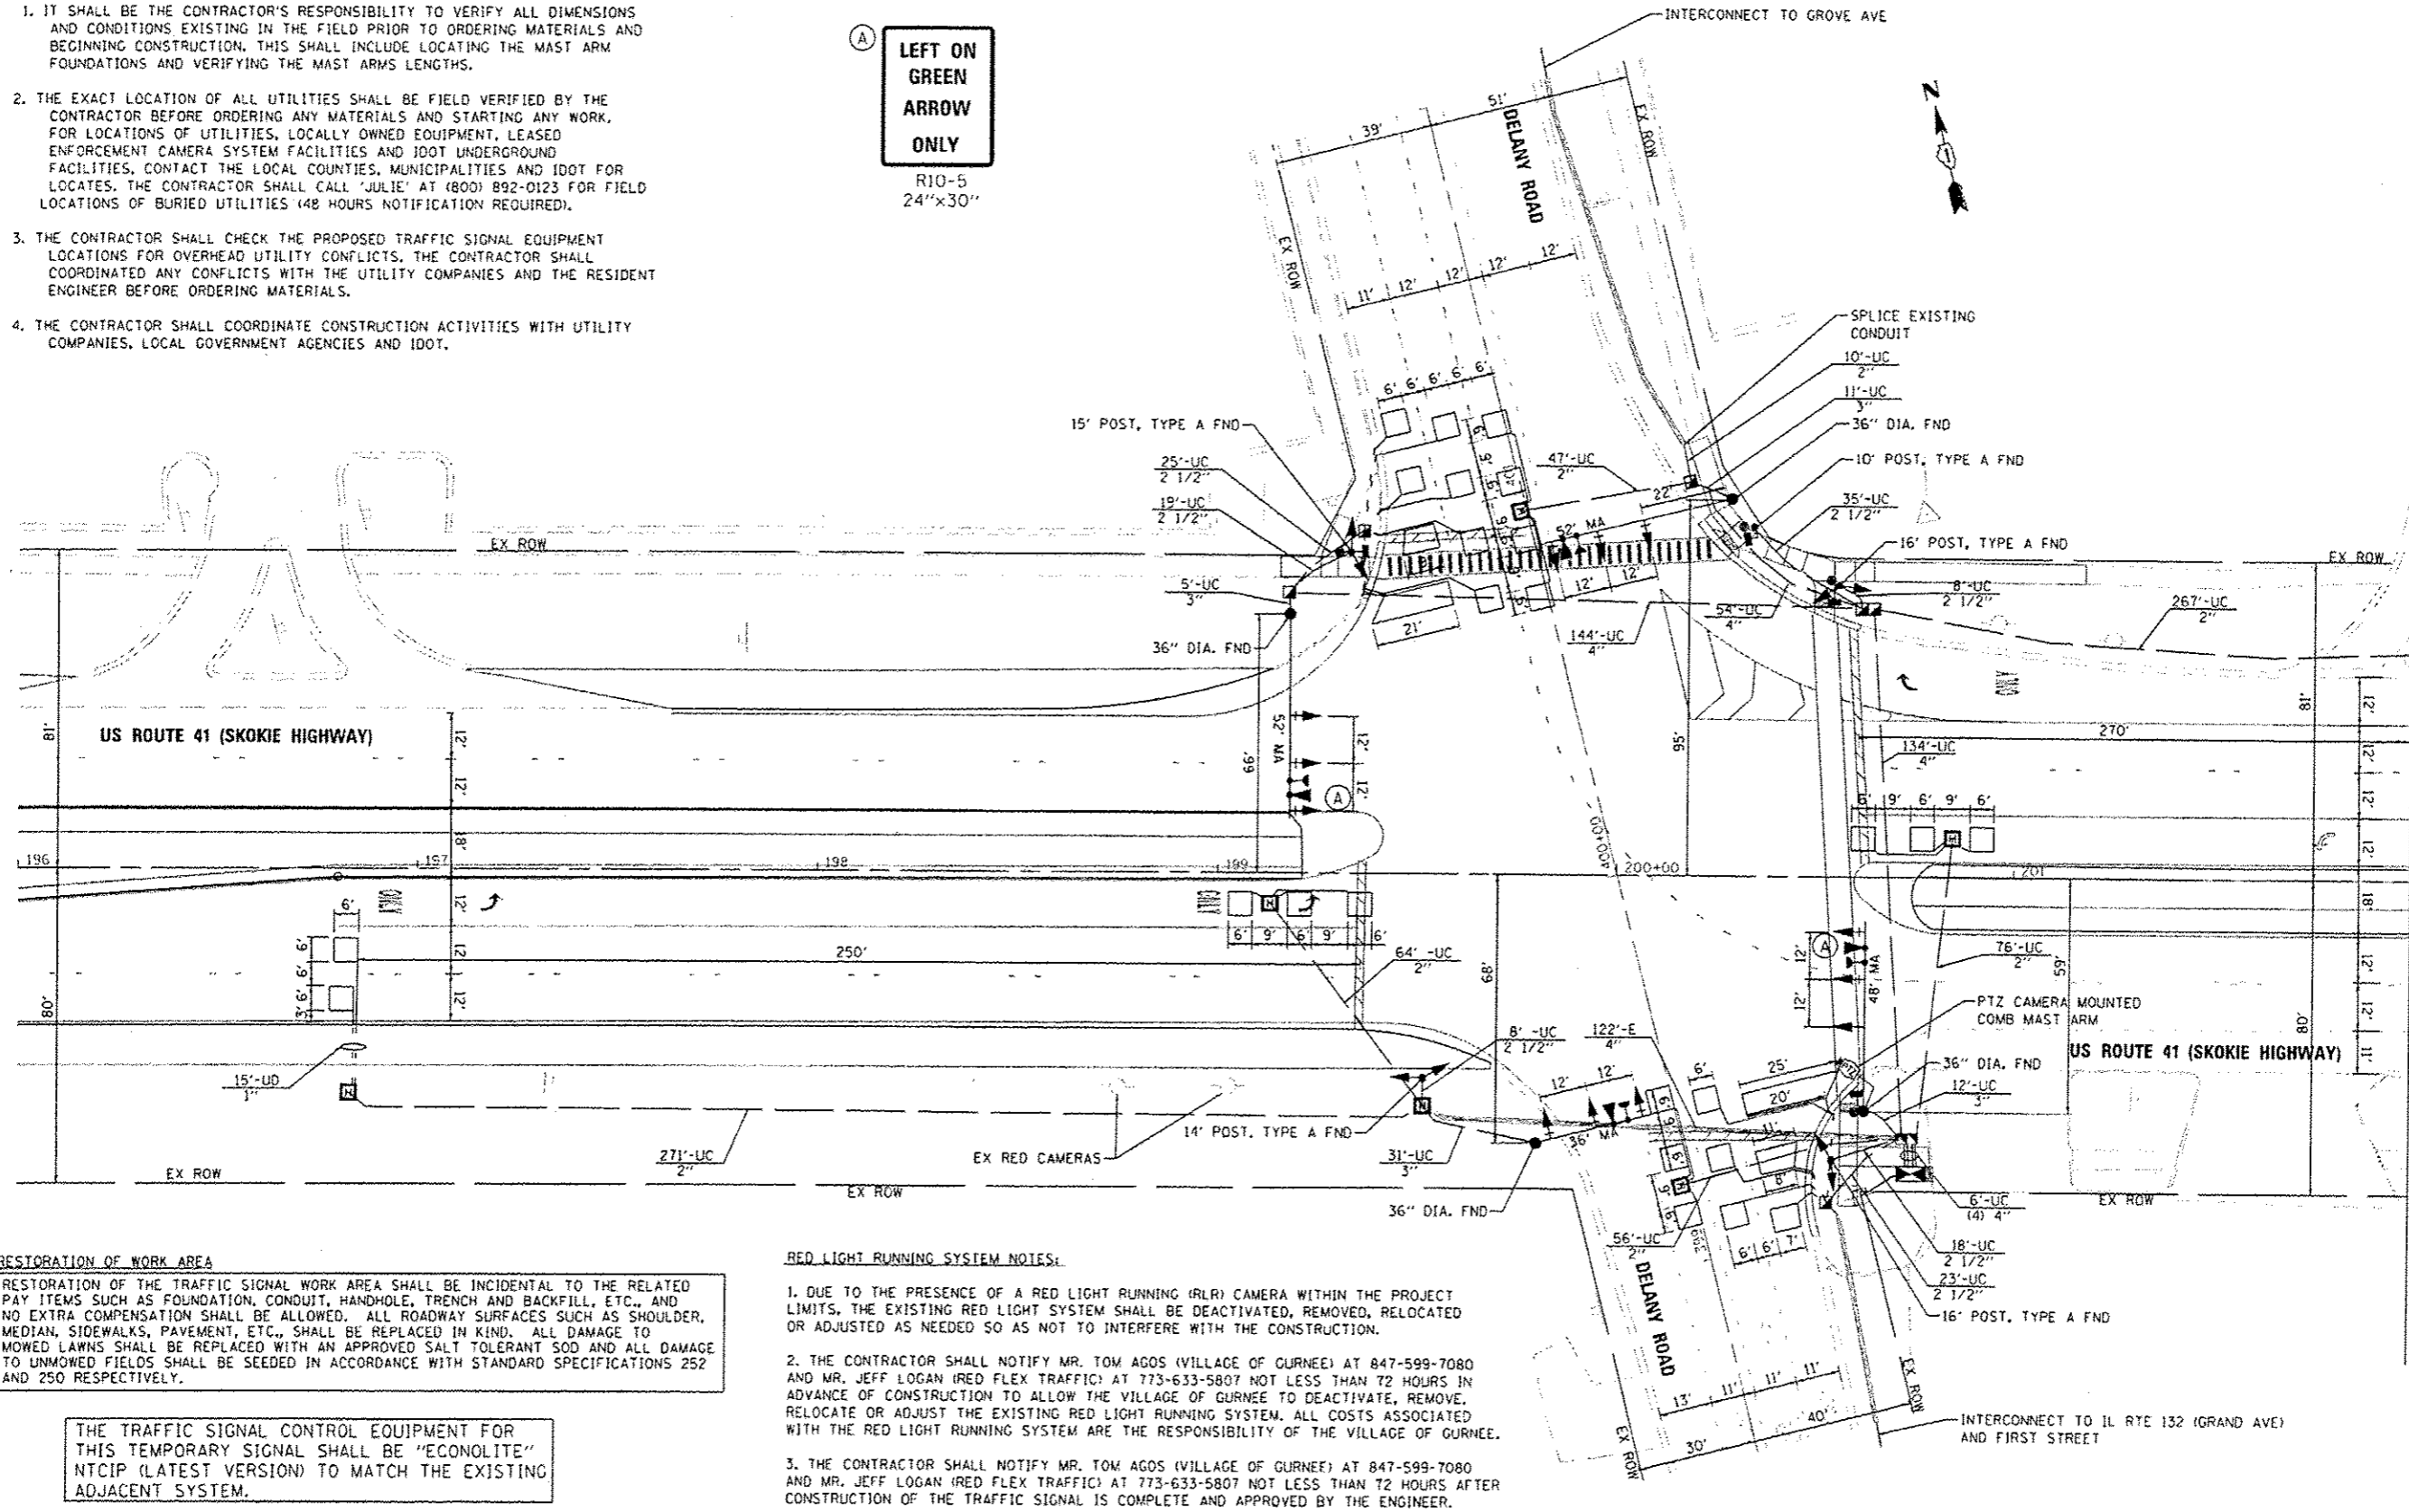 1. IT SHALL BE THE CONTRACTOR'S RESPONSIBILITY TO VERIFY ALL DIMENSIONS
AND CONDITIONS EXISTING IN THE FIELD PRIOR TO ORDERING MATERIALS AND
BEGINNING CONSTRUCTION. THIS SHALL INCLUDE LOCATING THE MAST ARM
FOUNDATIONS AND VERIFYING THE MAST ARMS LENGTHS.
2. THE EXACT LOCATION OF ALL UTILITIES SHALL BE FIELD VERIFIED BY THE
CONTRACTOR BEFORE ORDERING ANY MATERIALS AND STARTING ANY WORK.
FOR LOCATIONS OF UTILITIES, LOCALLY OWNED EQUIPMENT, LEASED
ENFORCEMENT CAMERA SYSTEM FACILITIES AND IDOT UNDERGROUND
FACILITIES, CONTACT THE LOCAL COUNTIES, MUNICIPALITIES AND IDOT FOR
LOCATES. THE CONTRACTOR SHALL CALL 'JULIE' AT (800) 892-0123 FOR FIELD
LOCATIONS OF BURIED UTILITIES (48 HOURS NOTIFICATION REQUIRED).
3. THE CONTRACTOR SHALL CHECK THE PROPOSED TRAFFIC SIGNAL EQUIPMENT
LOCATIONS FOR OVERHEAD UTILITY CONFLICTS. THE CONTRACTOR SHALL
COORDINATED ANY CONFLICTS WITH THE UTILITY COMPANIES AND THE RESIDENT
ENGINEER BEFORE ORDERING MATERIALS.
4. THE CONTRACTOR SHALL COORDINATE CONSTRUCTION ACTIVITIES WITH UTILITY
COMPANIES, LOCAL GOVERNMENT AGENCIES AND IDOT.
A
LEFT ON
GREEN
ARROW
ONLY
R10-5
24"x30"
INTERCONNECT TO GROVE AVE
N
51'
39'
DELANY ROAD
EX ROW
EX ROW
11' 12' 12' 12' 12'
SPLICE EXISTING
CONDUIT
10'-UC
2"
11'-UC
3"
36" DIA. FND
10' POST, TYPE A FND
35'-UC
2 1/2"
16' POST, TYPE A FND
EX ROW
8'-UC
2 1/2"
267'-UC
2"
15' POST, TYPE A FND
25'-UC
2 1/2"
19'-UC
2 1/2"
5'-UC
3"
36" DIA. FND
6' 6' 6' 6' 6'
47'-UC
2"
22'
52' MA
12' 12'
21'
54'-UC
4"
144'-UC
4"
EX ROW
81'
US ROUTE 41 (SKOKIE HIGHWAY)
12'
12'
18'
12'
12'
12'
99'
52' MA
12'
12'
A
95'
134'-UC
4"
270'
81'
12'
12'
12'
12'
18'
12'
12'
11'
6' 9' 6' 9' 6'
196
197
198
199
200+00
201
400+00
6'
6'
6'
6'
3'
250'
6' 9' 6' 9' 6'
64'-UC
2"
68'
A
12'
12'
48' MA
59'
76'-UC
2"
PTZ CAMERA MOUNTED
COMB MAST ARM
US ROUTE 41 (SKOKIE HIGHWAY)
80'
80'
36" DIA. FND
12'-UC
3"
15'-UD
1"
H
271'-UC
2"
EX RED CAMERAS
14' POST, TYPE A FND
8'-UC
2 1/2"
122'-E
4"
12' 12'
36' MA
31'-UC
3"
36" DIA. FND
6'
25'
20'
11'
8'
6' 6' 7'
56'-UC
2"
6'-UC
(4) 4"
18'-UC
2 1/2"
23'-UC
2 1/2"
16' POST, TYPE A FND
EX ROW
EX ROW
EX ROW
DELANY ROAD
13' 11' 11' 11'
40'
30'
EX ROW
EX ROW
INTERCONNECT TO IL RTE 132 (GRAND AVE)
AND FIRST STREET
RESTORATION OF WORK AREA
RESTORATION OF THE TRAFFIC SIGNAL WORK AREA SHALL BE INCIDENTAL TO THE RELATED
PAY ITEMS SUCH AS FOUNDATION, CONDUIT, HANDHOLE, TRENCH AND BACKFILL, ETC., AND
NO EXTRA COMPENSATION SHALL BE ALLOWED. ALL ROADWAY SURFACES SUCH AS SHOULDER,
MEDIAN, SIDEWALKS, PAVEMENT, ETC., SHALL BE REPLACED IN KIND. ALL DAMAGE TO
MOWED LAWNS SHALL BE REPLACED WITH AN APPROVED SALT TOLERANT SOD AND ALL DAMAGE
TO UNMOWED FIELDS SHALL BE SEEDED IN ACCORDANCE WITH STANDARD SPECIFICATIONS 252
AND 250 RESPECTIVELY.
THE TRAFFIC SIGNAL CONTROL EQUIPMENT FOR
THIS TEMPORARY SIGNAL SHALL BE "ECONOLITE"
NTCIP (LATEST VERSION) TO MATCH THE EXISTING
ADJACENT SYSTEM.
RED LIGHT RUNNING SYSTEM NOTES:
1. DUE TO THE PRESENCE OF A RED LIGHT RUNNING (RLR) CAMERA WITHIN THE PROJECT
LIMITS, THE EXISTING RED LIGHT SYSTEM SHALL BE DEACTIVATED, REMOVED, RELOCATED
OR ADJUSTED AS NEEDED SO AS NOT TO INTERFERE WITH THE CONSTRUCTION.
2. THE CONTRACTOR SHALL NOTIFY MR. TOM AGOS (VILLAGE OF GURNEE) AT 847-599-7080
AND MR. JEFF LOGAN (RED FLEX TRAFFIC) AT 773-633-5807 NOT LESS THAN 72 HOURS IN
ADVANCE OF CONSTRUCTION TO ALLOW THE VILLAGE OF GURNEE TO DEACTIVATE, REMOVE,
RELOCATE OR ADJUST THE EXISTING RED LIGHT RUNNING SYSTEM. ALL COSTS ASSOCIATED
WITH THE RED LIGHT RUNNING SYSTEM ARE THE RESPONSIBILITY OF THE VILLAGE OF GURNEE.
3. THE CONTRACTOR SHALL NOTIFY MR. TOM AGOS (VILLAGE OF GURNEE) AT 847-599-7080
AND MR. JEFF LOGAN (RED FLEX TRAFFIC) AT 773-633-5807 NOT LESS THAN 72 HOURS AFTER
CONSTRUCTION OF THE TRAFFIC SIGNAL IS COMPLETE AND APPROVED BY THE ENGINEER.